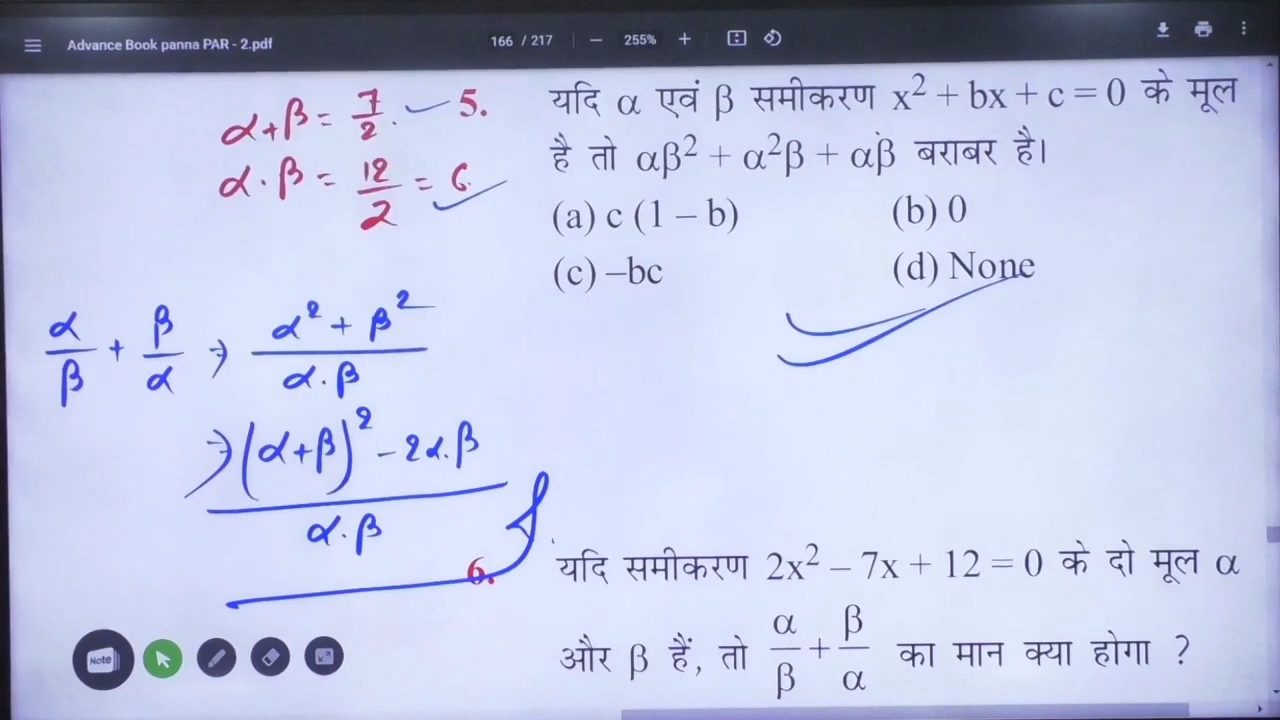 Advance Book panna PAR - 2.pdf 166 / 217 255%
α+β = 7/2.
α.β = 12/2 = 6
α/β + β/α ⇒ α² + β² / α.β
⇒ (α+β)² - 2α.β / α.β
5. यदि α एवं β समीकरण x² + bx + c = 0 के मूल
है तो αβ² + α²β + αβ बराबर है।
(a) c (1 – b) (b) 0
(c) –bc (d) None
6. यदि समीकरण 2x² – 7x + 12 = 0 के दो मूल α
और β हैं, तो α/β + β/α का मान क्या होगा ?
Note